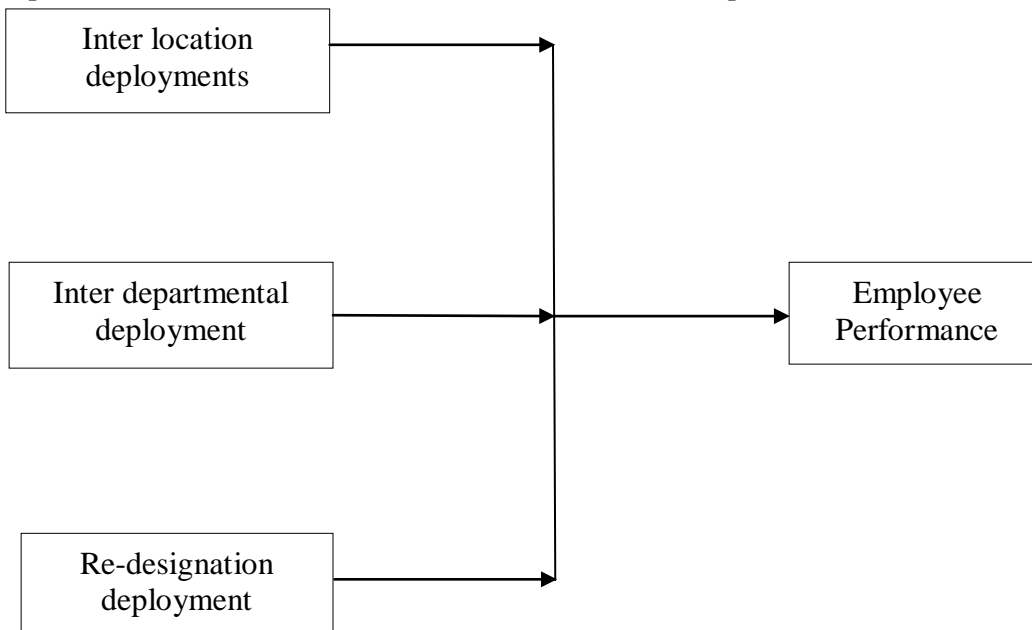 Inter location
deployments
Inter departmental
deployment
Employee
Performance
Re-designation
deployment